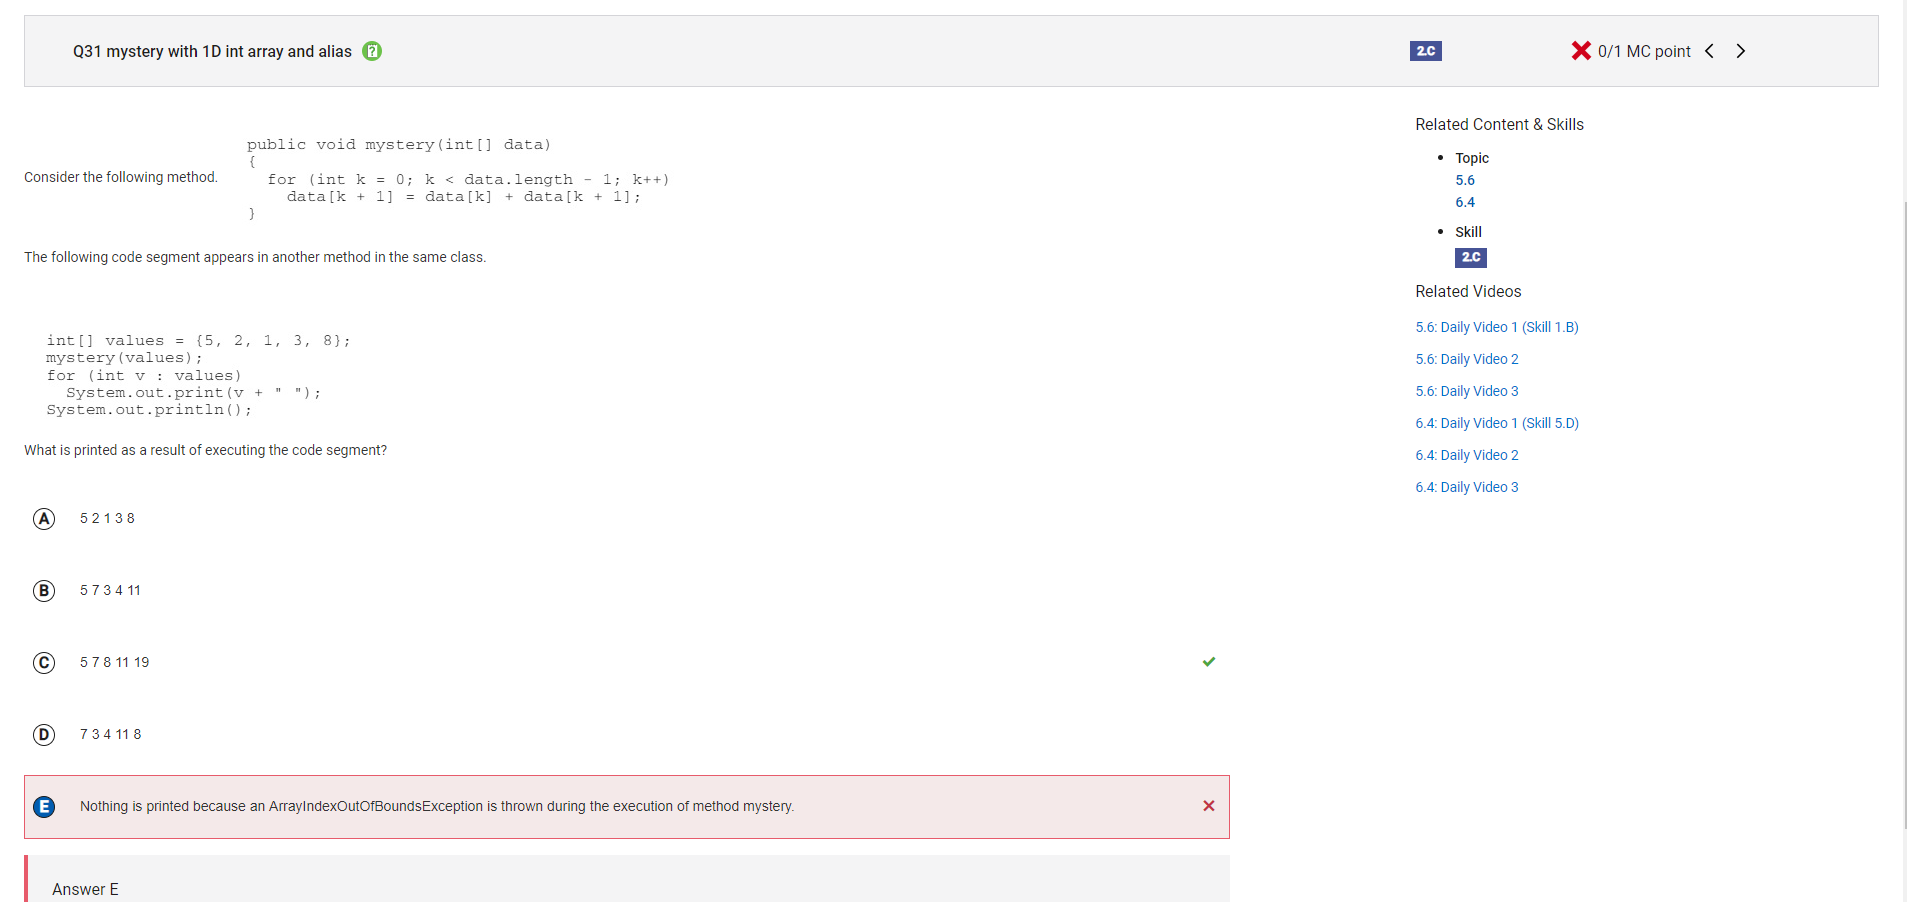 Q31 mystery with 1D int array and alias ?
2.C
0/1 MC point
Consider the following method.
public void mystery(int[] data)
{
  for (int k = 0; k < data.length - 1; k++)
    data[k + 1] = data[k] + data[k + 1];
}
The following code segment appears in another method in the same class.
int[] values = {5, 2, 1, 3, 8};
mystery(values);
for (int v : values)
  System.out.print(v + " ");
System.out.println();
What is printed as a result of executing the code segment?
A 5 2 1 3 8
B 5 7 3 4 11
C 5 7 8 11 19
D 7 3 4 11 8
E Nothing is printed because an ArrayIndexOutOfBoundsException is thrown during the execution of method mystery.
Answer E
Related Content & Skills
• Topic
5.6
6.4
• Skill
2.C
Related Videos
5.6: Daily Video 1 (Skill 1.B)
5.6: Daily Video 2
5.6: Daily Video 3
6.4: Daily Video 1 (Skill 5.D)
6.4: Daily Video 2
6.4: Daily Video 3